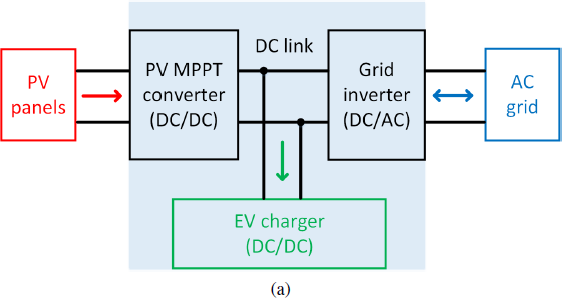 PV
panels
PV MPPT
converter
(DC/DC)
DC link
Grid
inverter
(DC/AC)
AC
grid
EV charger
(DC/DC)
(a)